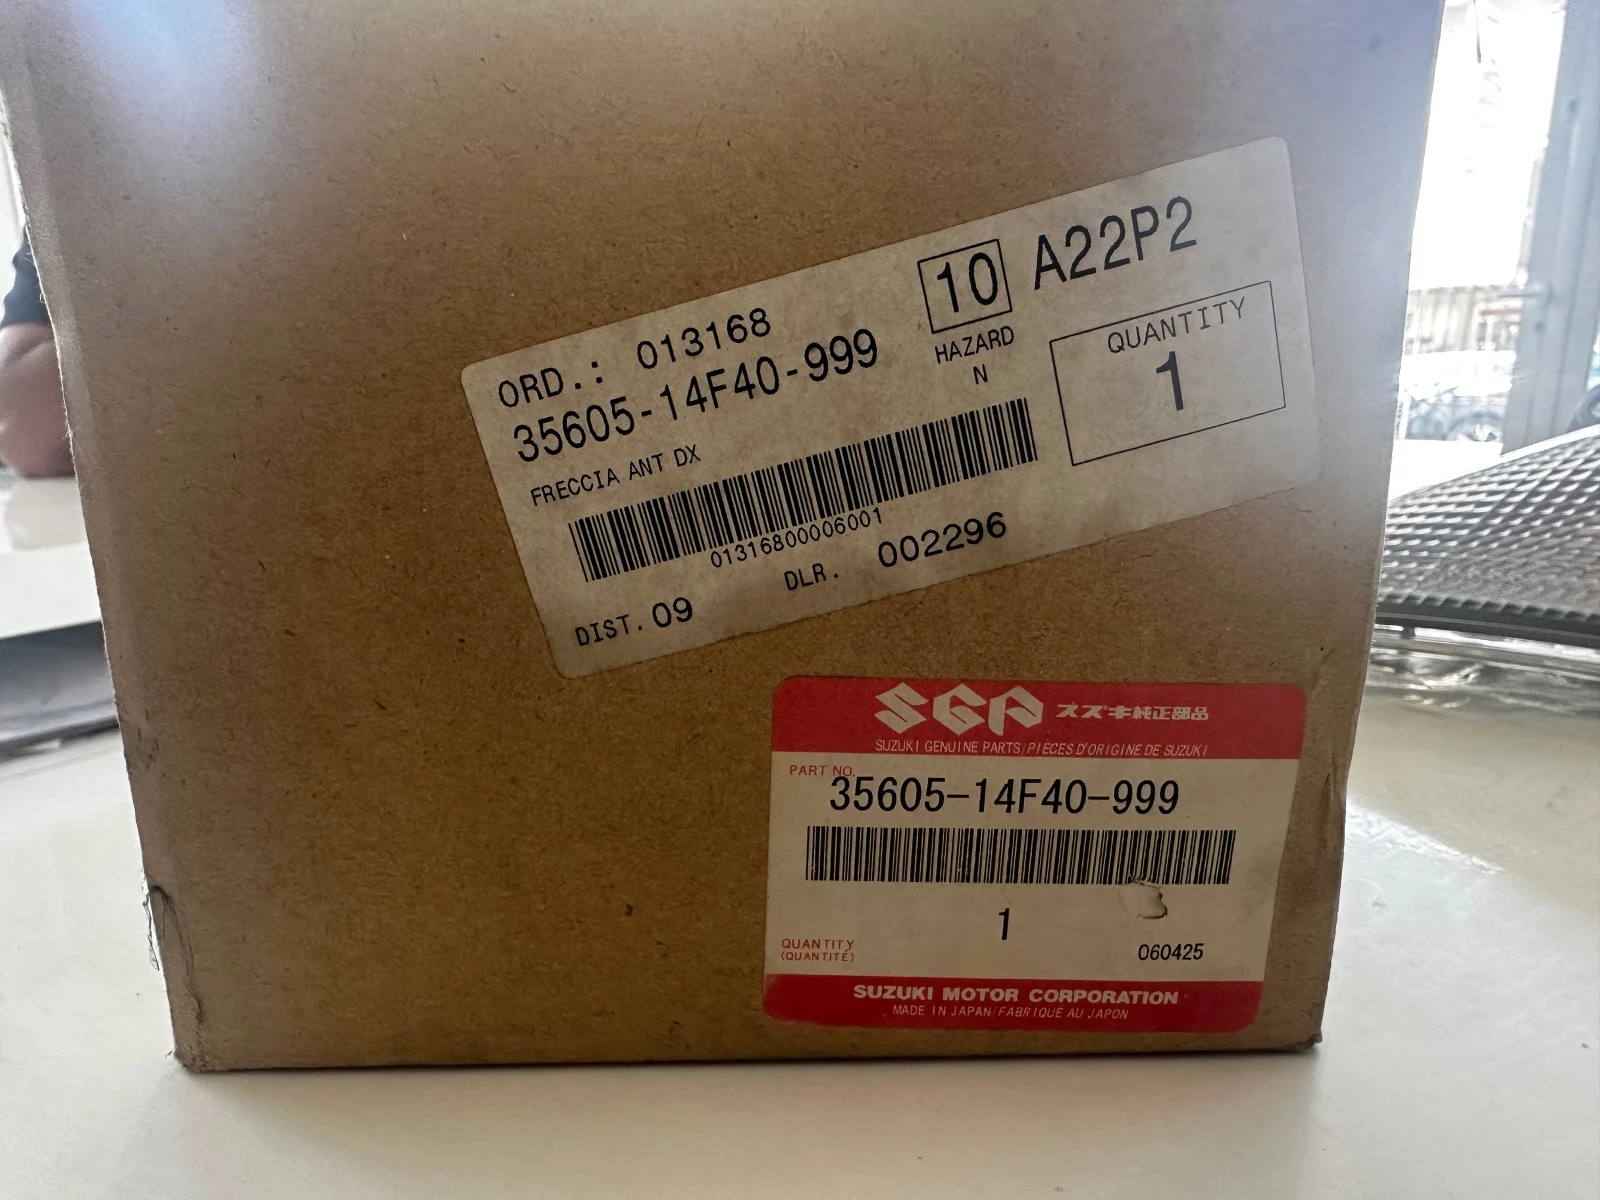 10 A22P2
ORD.: 013168
35605-14F40-999
HAZARD
N
QUANTITY
1
FRECCIA ANT DX
01316800006001
DIST. 09 DLR. 002296
SGP スズキ純正部品
SUZUKI GENUINE PARTS/PIÈCES D'ORIGINE DE SUZUKI
PART NO.
35605-14F40-999
1
QUANTITY
(QUANTITÉ)
060425
SUZUKI MOTOR CORPORATION
MADE IN JAPAN/FABRIQUÉ AU JAPON